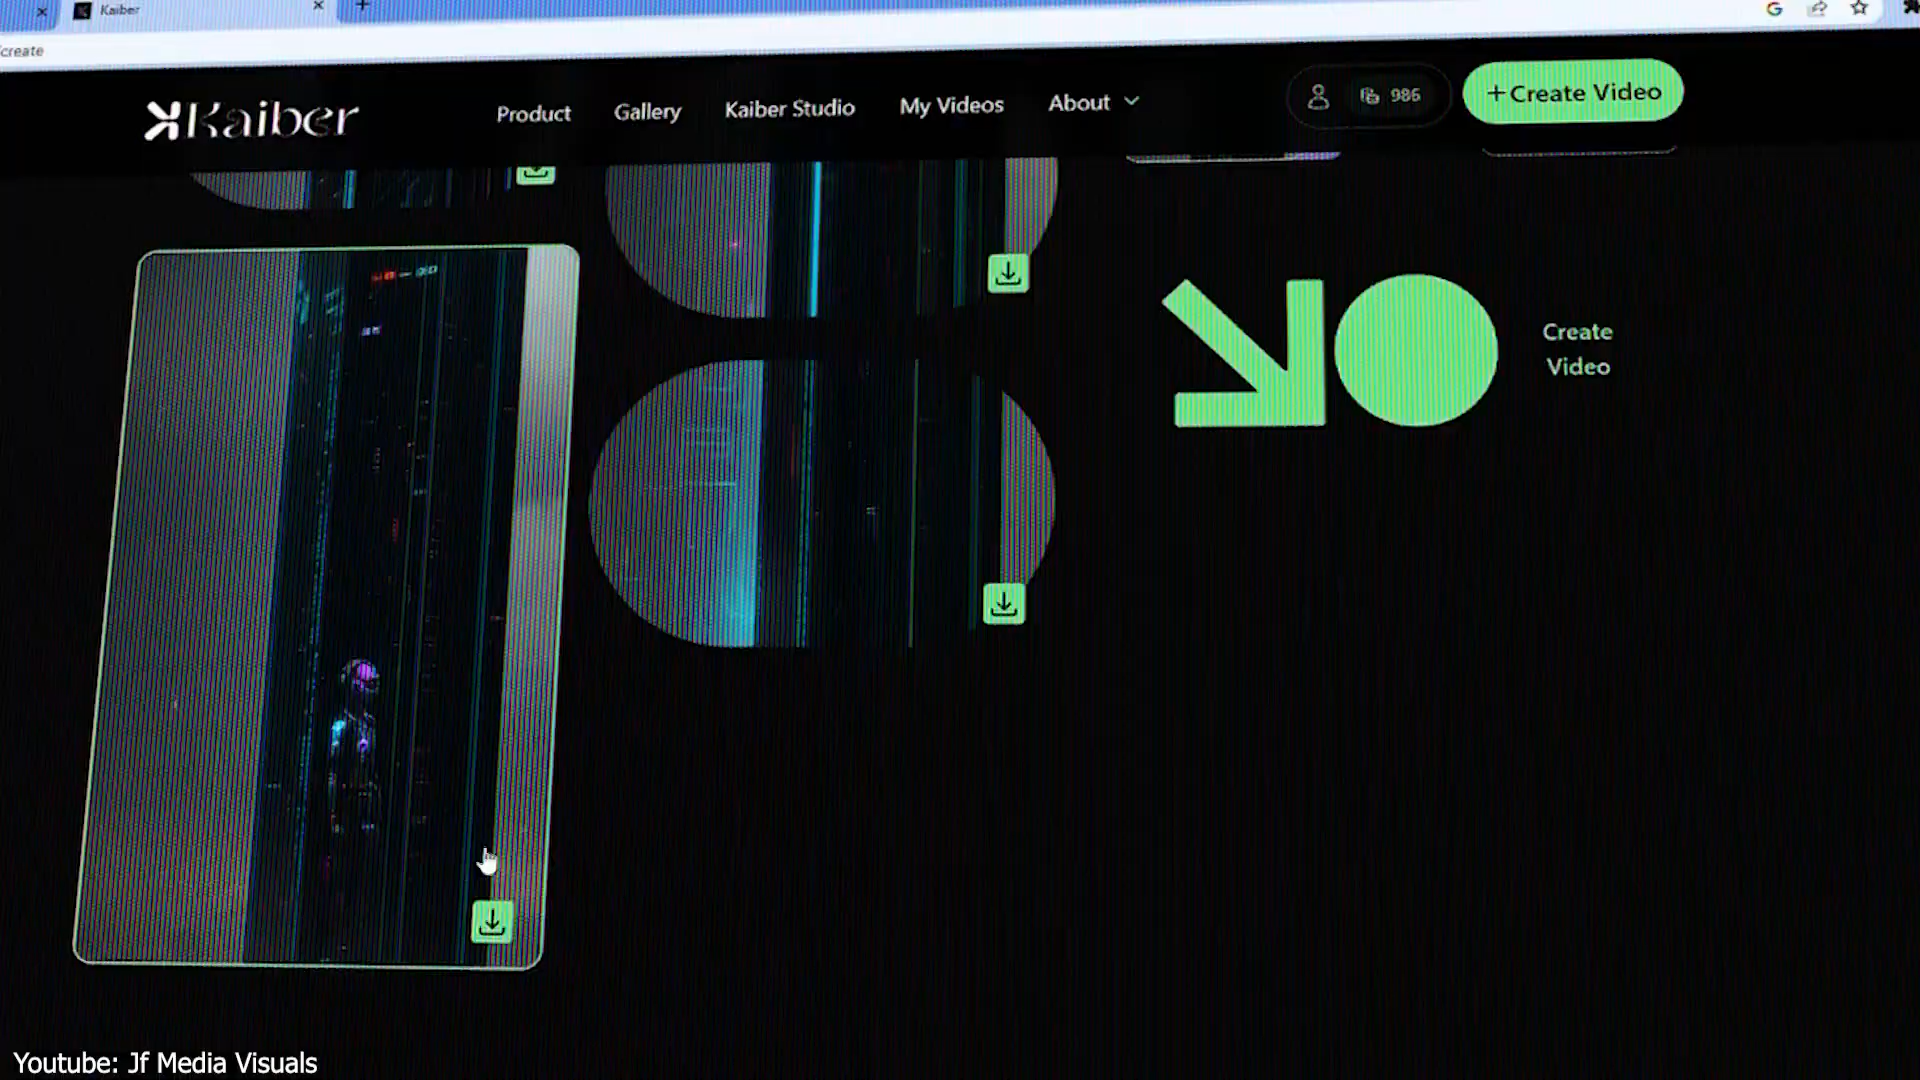 Kaiber
create
Kaiber
Product
Gallery
Kaiber Studio
My Videos
About
986
+Create Video
Create
Video
Youtube: Jf Media Visuals